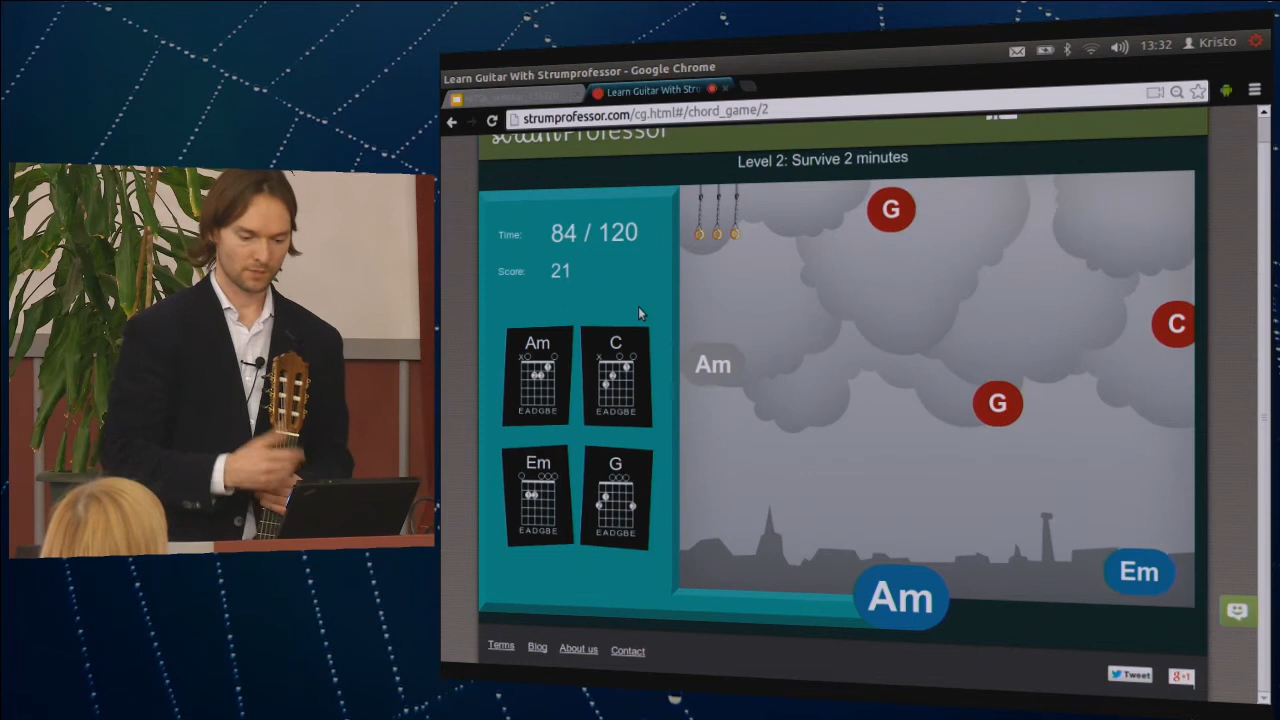 13:32 Kristo
Learn Guitar With Strumprofessor - Google Chrome
Learn Guitar With Stru
strumprofessor.com/cg.html#/chord_game/2
strumProfessor
Level 2: Survive 2 minutes
Time: 84 / 120
Score: 21
G
C
Am
G
Am C
EADGBE EADGBE
Em G
EADGBE EADGBE
Am
Em
Terms Blog About us Contact
Tweet
g+1